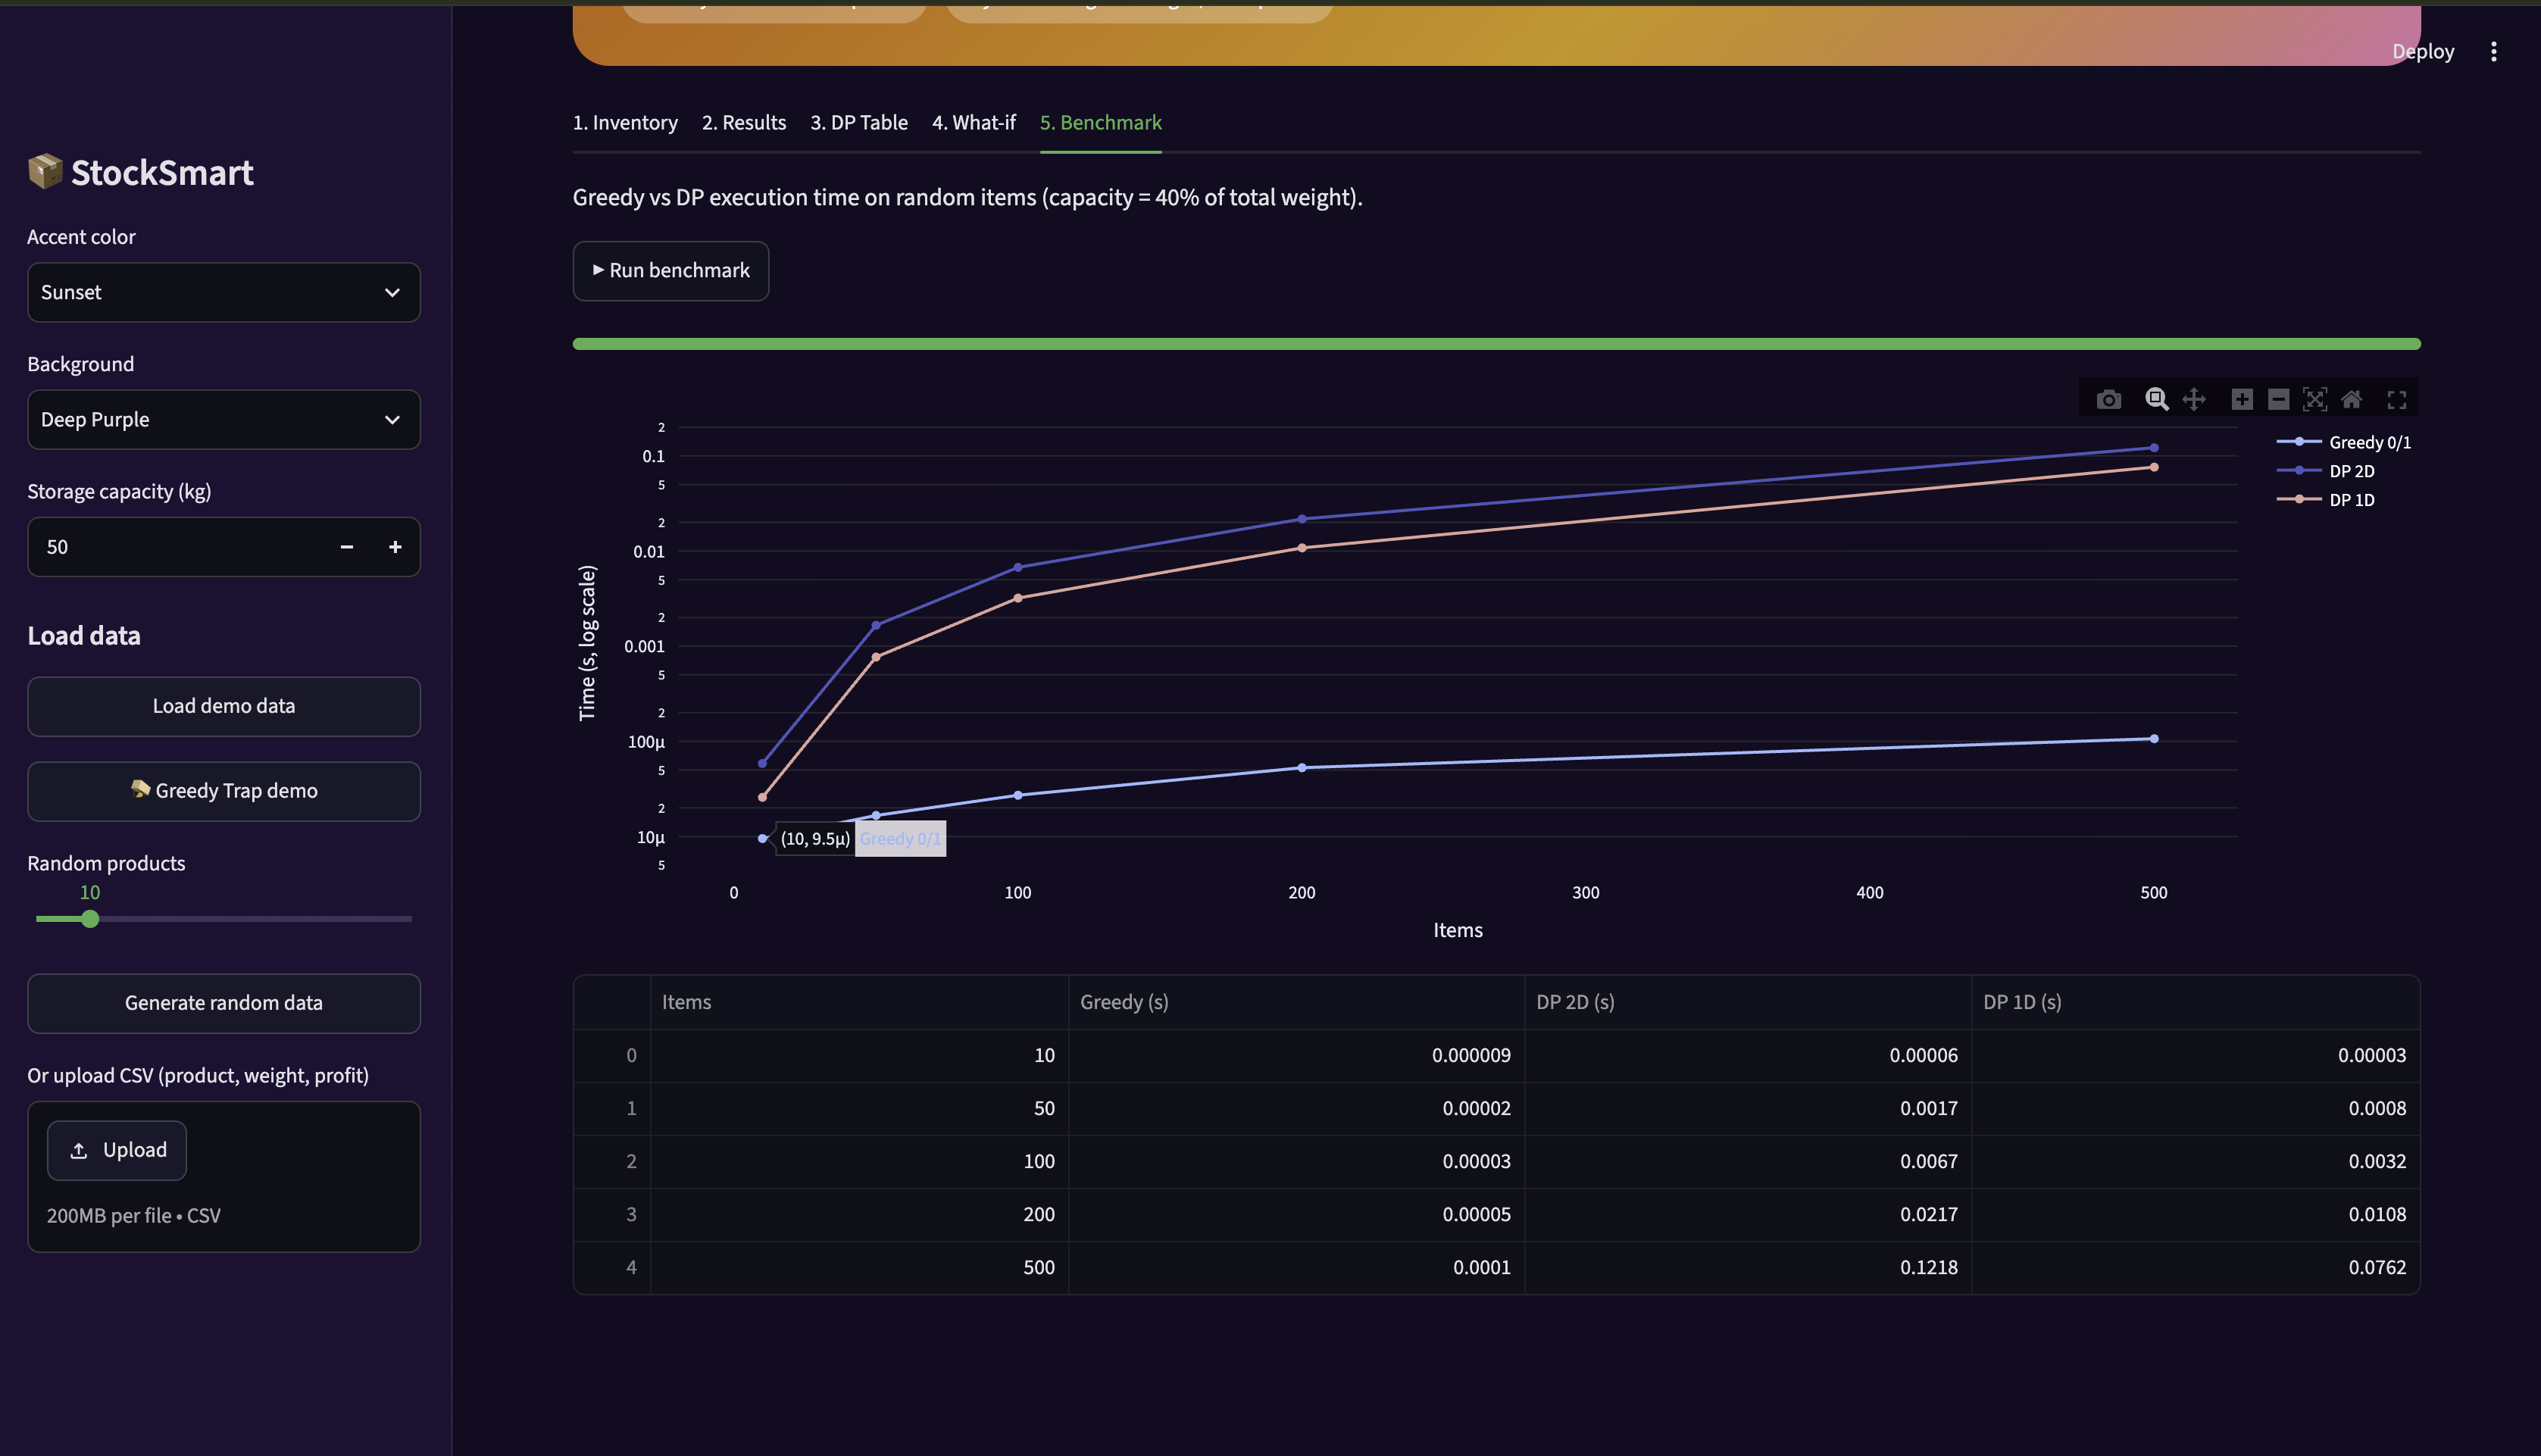 Deploy
1. Inventory 2. Results 3. DP Table 4. What-if 5. Benchmark
📦 StockSmart
Accent color
Sunset
Background
Deep Purple
Storage capacity (kg)
50
Load data
Load demo data
🪤 Greedy Trap demo
Random products
10
Generate random data
Or upload CSV (product, weight, profit)
Upload
200MB per file • CSV
Greedy vs DP execution time on random items (capacity = 40% of total weight).
▶ Run benchmark
Time (s, log scale)
2
0.1
5
2
0.01
5
2
0.001
5
2
100μ
5
2
10μ
5
(10, 9.5μ) Greedy 0/1
0 100 200 300 400 500
Items
Greedy 0/1
DP 2D
DP 1D
Items Greedy (s) DP 2D (s) DP 1D (s)
0 10 0.000009 0.00006 0.00003
1 50 0.00002 0.0017 0.0008
2 100 0.00003 0.0067 0.0032
3 200 0.00005 0.0217 0.0108
4 500 0.0001 0.1218 0.0762